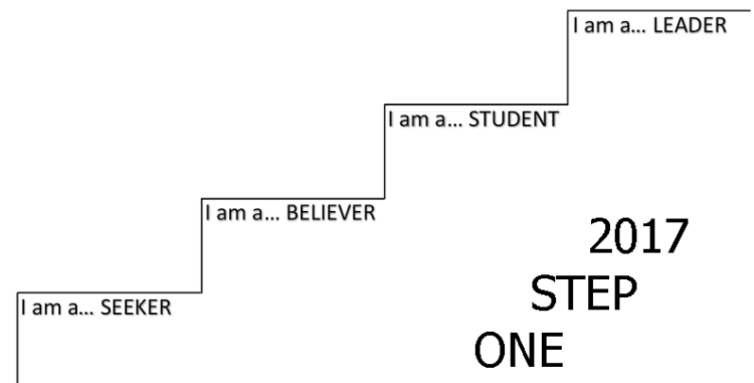 I am a... LEADER
I am a... STUDENT
I am a... BELIEVER
I am a... SEEKER
2017
STEP
ONE